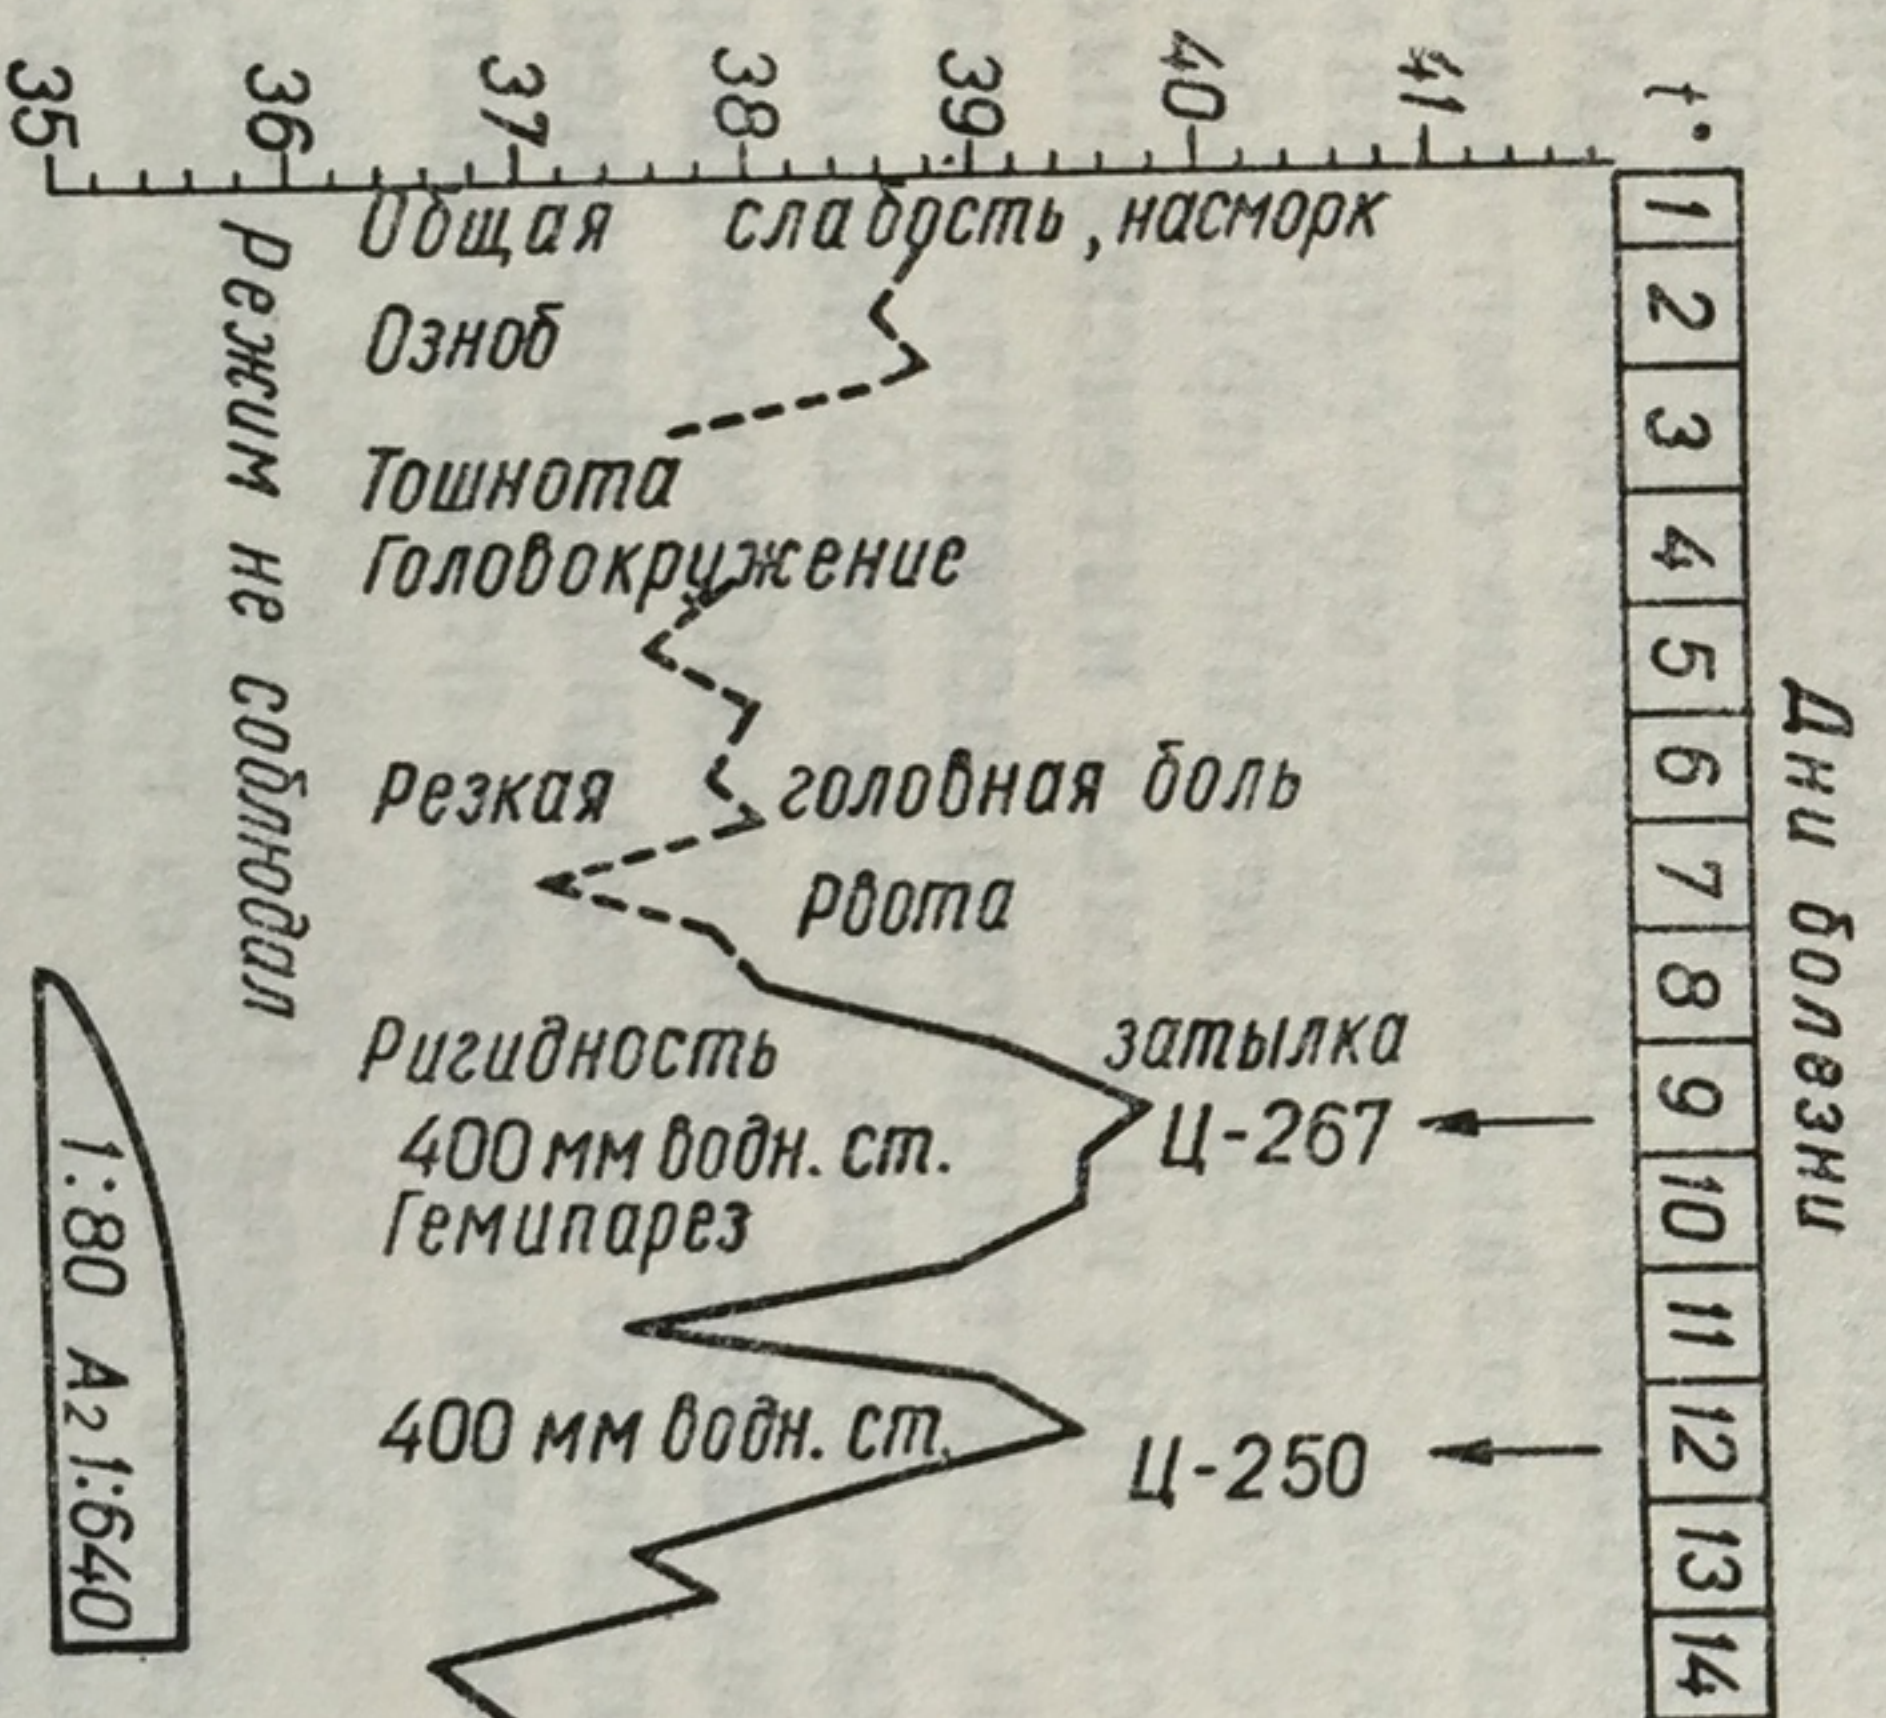 Дни болезни
1 2 3 4 5 6 7 8 9 10 11 12 13 14
t°
41
40
39
38
37
36
35
Общая слабость, насморк
Озноб
Тошнота
Головокружение
Резкая головная боль
Рвота
Ригидность затылка
400 мм водн. ст. Ц-267
Гемипарез
400 мм водн. ст. Ц-250
Режим не соблюдал
1:80 А2 1:640